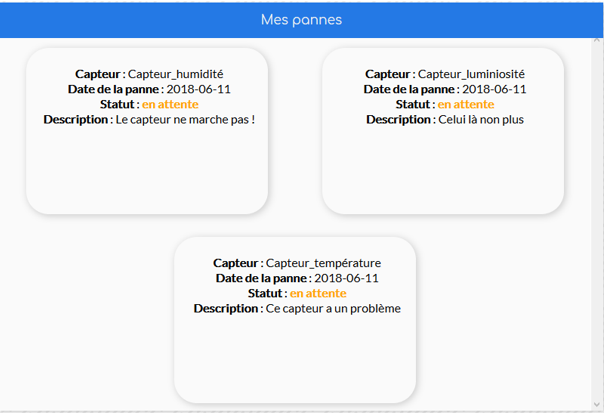 Mes pannes
Capteur : Capteur_humidité
Date de la panne : 2018-06-11
Statut : en attente
Description : Le capteur ne marche pas !
Capteur : Capteur_luminiosité
Date de la panne : 2018-06-11
Statut : en attente
Description : Celui là non plus
Capteur : Capteur_température
Date de la panne : 2018-06-11
Statut : en attente
Description : Ce capteur a un problème